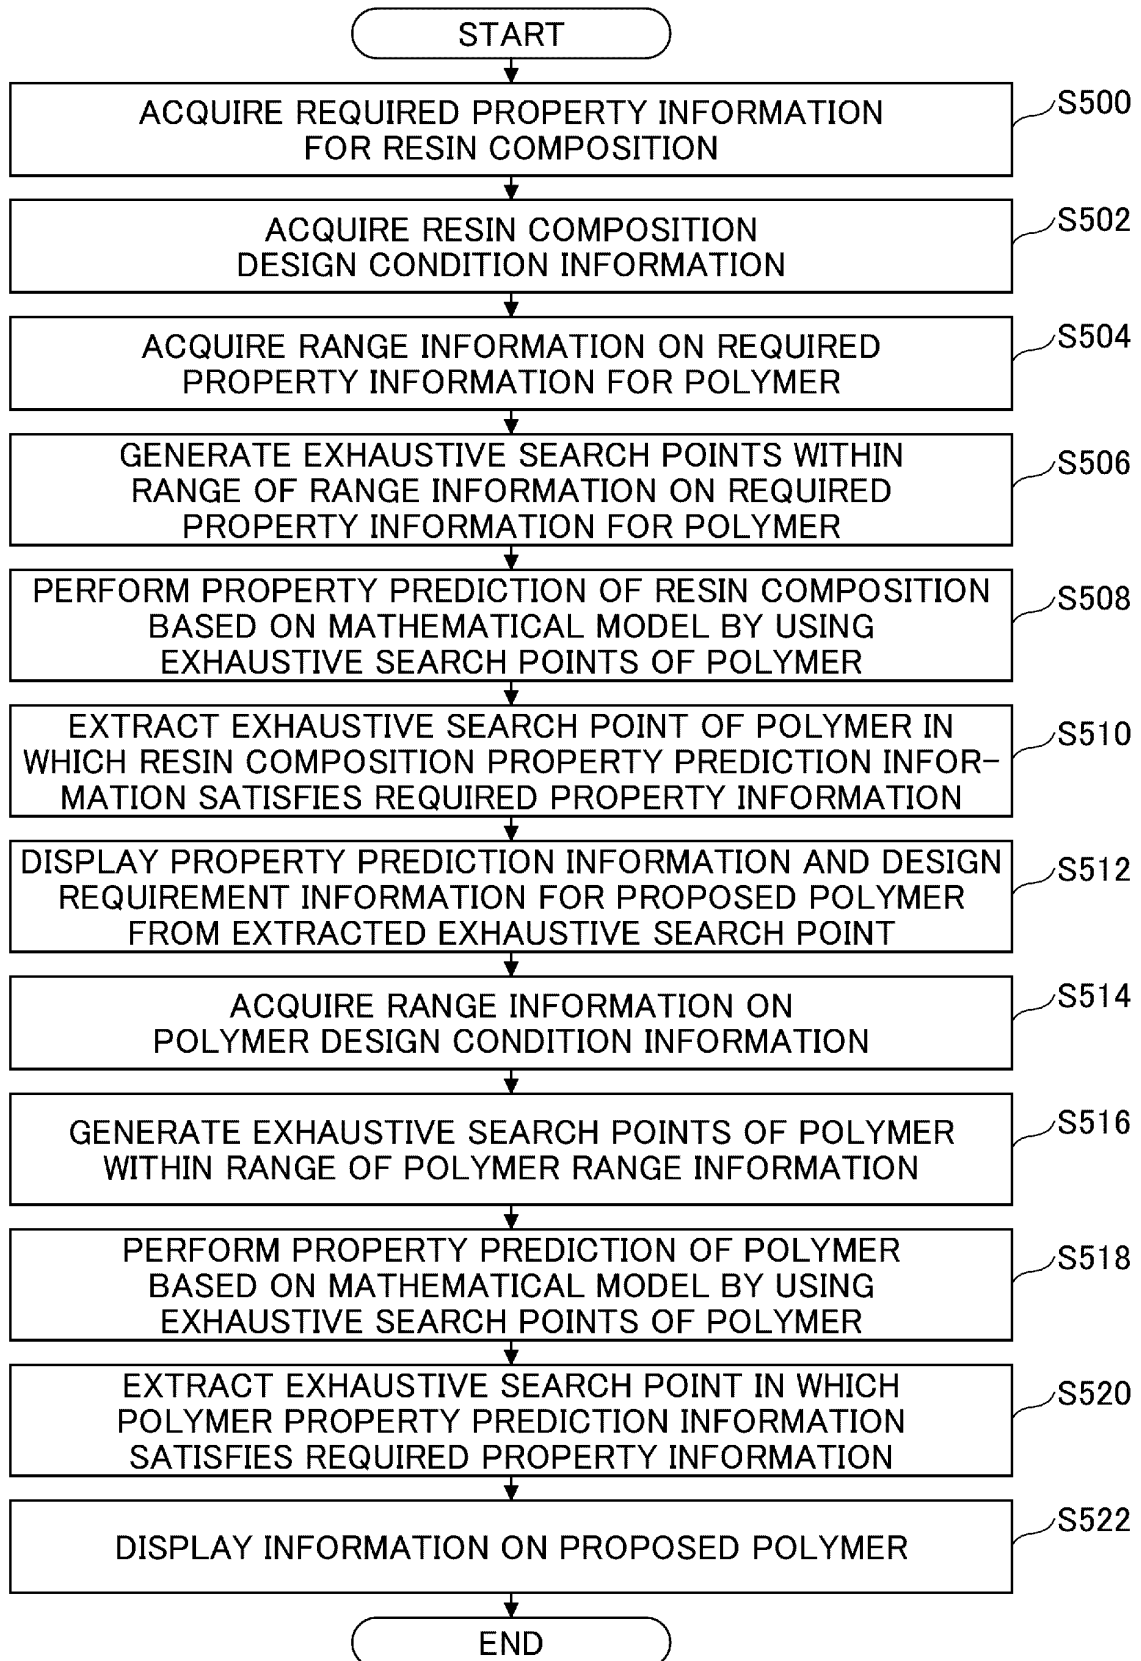 START
ACQUIRE REQUIRED PROPERTY INFORMATION
FOR RESIN COMPOSITION
S500
ACQUIRE RESIN COMPOSITION
DESIGN CONDITION INFORMATION
S502
ACQUIRE RANGE INFORMATION ON REQUIRED
PROPERTY INFORMATION FOR POLYMER
S504
GENERATE EXHAUSTIVE SEARCH POINTS WITHIN
RANGE OF RANGE INFORMATION ON REQUIRED
PROPERTY INFORMATION FOR POLYMER
S506
PERFORM PROPERTY PREDICTION OF RESIN COMPOSITION
BASED ON MATHEMATICAL MODEL BY USING
EXHAUSTIVE SEARCH POINTS OF POLYMER
S508
EXTRACT EXHAUSTIVE SEARCH POINT OF POLYMER IN
WHICH RESIN COMPOSITION PROPERTY PREDICTION INFOR-
MATION SATISFIES REQUIRED PROPERTY INFORMATION
S510
DISPLAY PROPERTY PREDICTION INFORMATION AND DESIGN
REQUIREMENT INFORMATION FOR PROPOSED POLYMER
FROM EXTRACTED EXHAUSTIVE SEARCH POINT
S512
ACQUIRE RANGE INFORMATION ON
POLYMER DESIGN CONDITION INFORMATION
S514
GENERATE EXHAUSTIVE SEARCH POINTS OF POLYMER
WITHIN RANGE OF POLYMER RANGE INFORMATION
S516
PERFORM PROPERTY PREDICTION OF POLYMER
BASED ON MATHEMATICAL MODEL BY USING
EXHAUSTIVE SEARCH POINTS OF POLYMER
S518
EXTRACT EXHAUSTIVE SEARCH POINT IN WHICH
POLYMER PROPERTY PREDICTION INFORMATION
SATISFIES REQUIRED PROPERTY INFORMATION
S520
DISPLAY INFORMATION ON PROPOSED POLYMER
S522
END